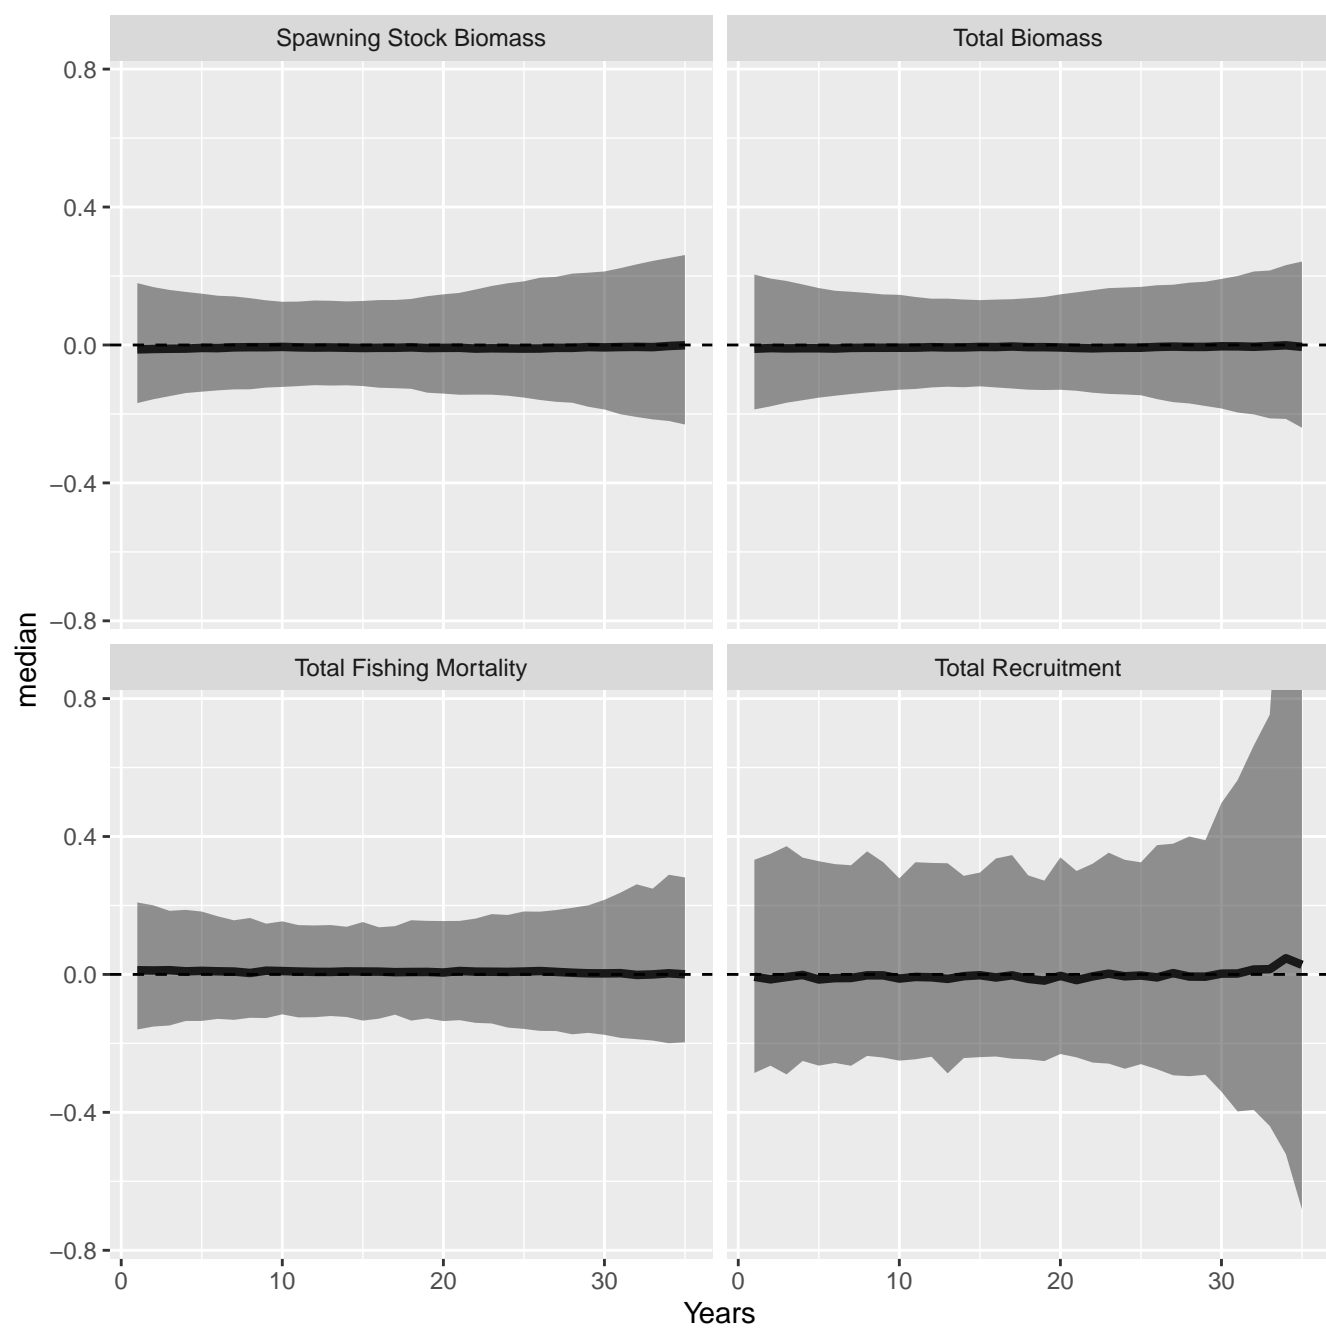 Spawning Stock Biomass
Total Biomass
0.8
0.4
0.0
−0.4
−0.8
median
Total Fishing Mortality
Total Recruitment
0.8
0.4
0.0
−0.4
−0.8
0 10 20 30
0 10 20 30
Years